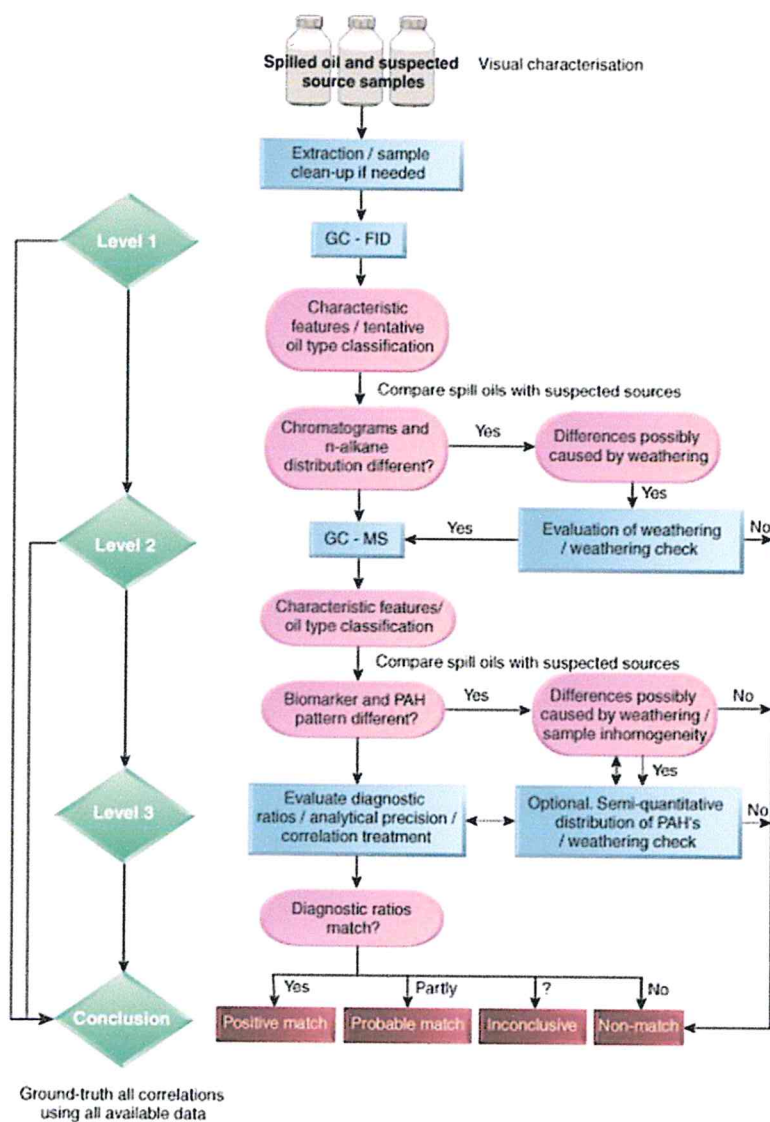 Spilled oil and suspected
source samples
Visual characterisation
Extraction / sample
clean-up if needed
Level 1
GC - FID
Characteristic
features / tentative
oil type classification
Compare spill oils with suspected sources
Chromatograms and
n-alkane
distribution different?
Yes
Differences possibly
caused by weathering
Yes
Level 2
GC - MS
Yes
Evaluation of weathering
/ weathering check
No
Characteristic features/
oil type classification
Compare spill oils with suspected sources
Biomarker and PAH
pattern different?
Yes
Differences possibly
caused by weathering /
sample inhomogeneity
No
Yes
Level 3
Evaluate diagnostic
ratios / analytical precision /
correlation treatment
Optional. Semi-quantitative
distribution of PAH's
/ weathering check
No
Diagnostic ratios
match?
Yes
Partly
?
No
Conclusion
Positive match
Probable match
Inconclusive
Non-match
Ground-truth all correlations
using all available data